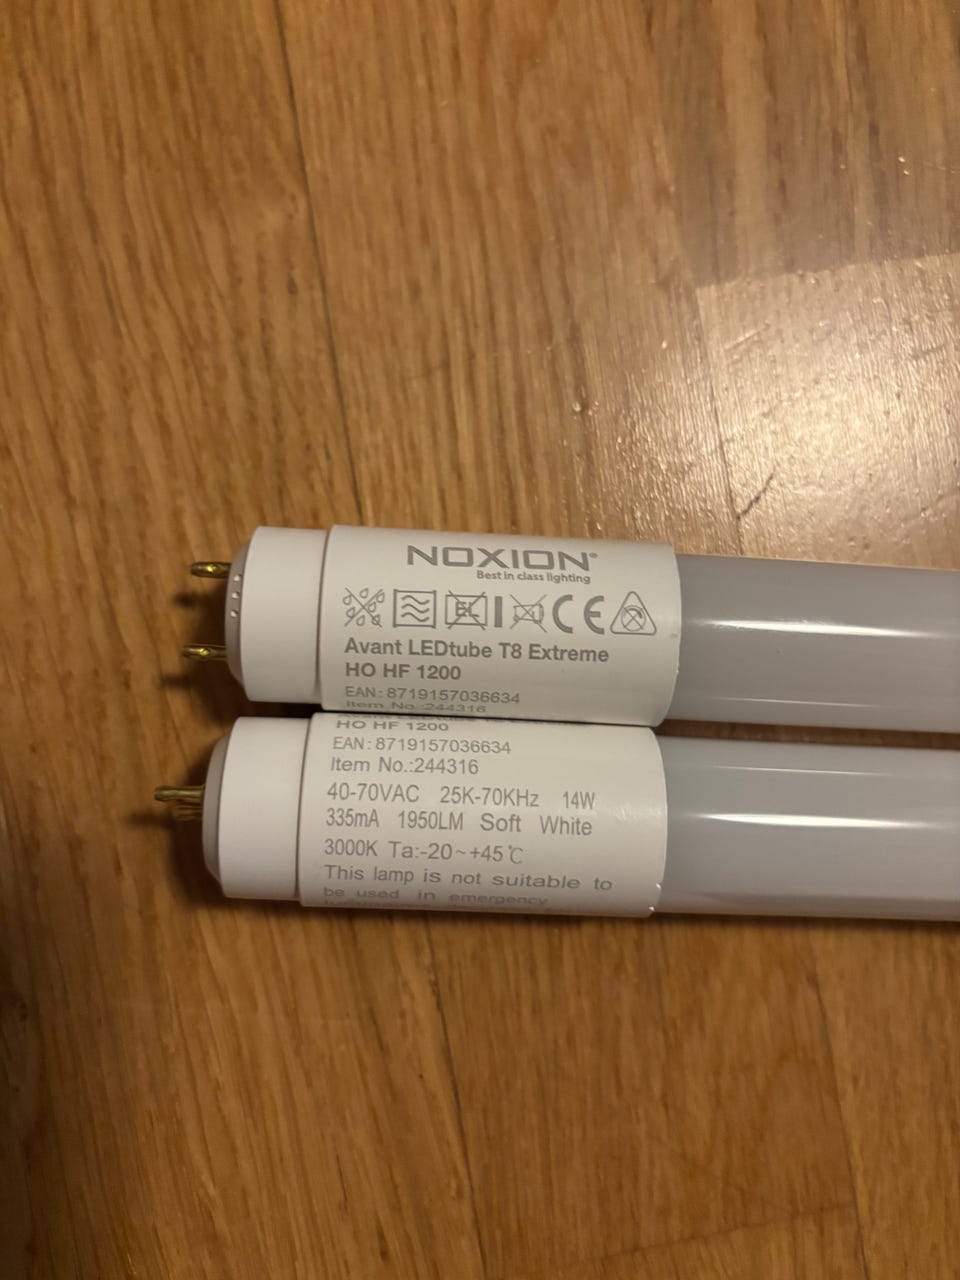 NOXION®
Best in class lighting
EL
CE
Avant LEDtube T8 Extreme
HO HF 1200
EAN: 8719157036634
Item No.:244316
HO HF 1200
EAN: 8719157036634
Item No.:244316
40-70VAC 25K-70KHz 14W
335mA 1950LM Soft White
3000K Ta:-20~+45℃
This lamp is not suitable to
be used in emergency